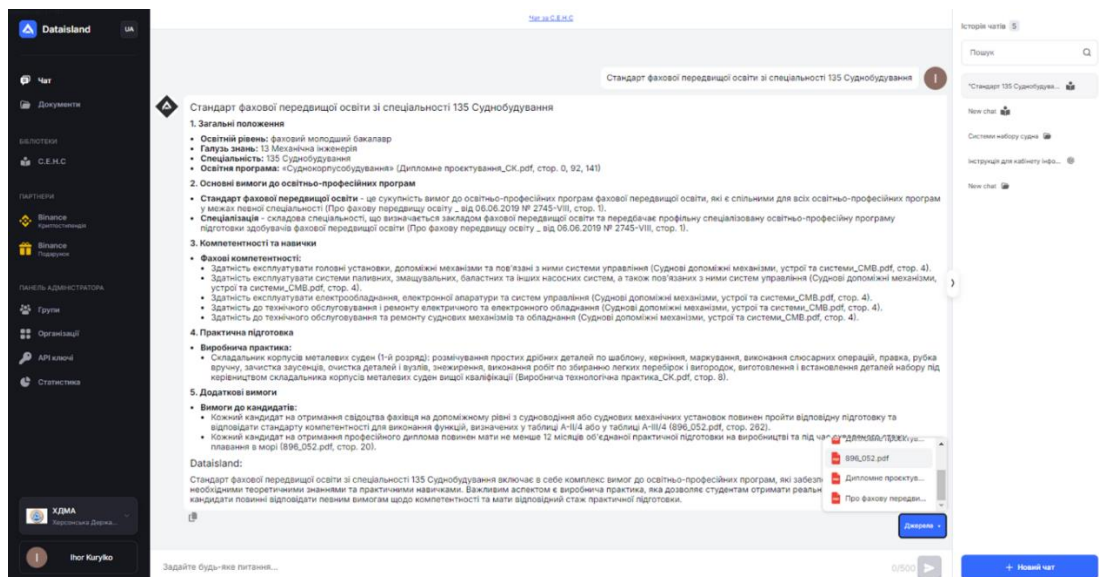 Dataisland
UA
Чат
Документи
БІБЛІОТЕКИ
С.Е.Н.С
ПАРТНЕРИ
Binance
Криптостипендія
Binance
Подарунок
ПАНЕЛЬ АДМІНІСТРАТОРА
Групи
Організації
API ключі
Статистика
ХДМА
Херсонська Держа...
Ihor Kurylko
Чат за С.Е.Н.С
Стандарт фахової передвищої освіти зі спеціальності 135 Суднобудування
I
Стандарт фахової передвищої освіти зі спеціальності 135 Суднобудування
1. Загальні положення
• Освітній рівень: фаховий молодший бакалавр
• Галузь знань: 13 Механічна інженерія
• Спеціальність: 135 Суднобудування
• Освітня програма: «Суднокорпусобудування» (Дипломне проєктування_СК.pdf, стор. 0, 92, 141)
2. Основні вимоги до освітньо-професійних програм
• Стандарт фахової передвищої освіти - це сукупність вимог до освітньо-професійних програм фахової передвищої освіти, які є спільними для всіх освітньо-професійних програм
у межах певної спеціальності (Про фахову передвищу освіту _ від 06.06.2019 № 2745-VIII, стор. 1).
• Спеціалізація - складова спеціальності, що визначається закладом фахової передвищої освіти та передбачає профільну спеціалізовану освітньо-професійну програму
підготовки здобувачів фахової передвищої освіти (Про фахову передвищу освіту _ від 06.06.2019 № 2745-VIII, стор. 1).
3. Компетентності та навички
• Фахові компетентності:
• Здатність експлуатувати головні установки, допоміжні механізми та пов'язані з ними системи управління (Суднові допоміжні механізми, устрої та системи_СМВ.pdf, стор. 4).
• Здатність експлуатувати системи паливних, змащувальних, баластних та інших насосних систем, а також пов'язаних з ними систем управління (Суднові допоміжні механізми,
устрої та системи_СМВ.pdf, стор. 4).
• Здатність експлуатувати електрообладнання, електронної апаратури та систем управління (Суднові допоміжні механізми, устрої та системи_СМВ.pdf, стор. 4).
• Здатність до технічного обслуговування і ремонту електричного та електронного обладнання (Суднові допоміжні механізми, устрої та системи_СМВ.pdf, стор. 4).
• Здатність до технічного обслуговування та ремонту суднових механізмів та обладнання (Суднові допоміжні механізми, устрої та системи_СМВ.pdf, стор. 4).
4. Практична підготовка
• Виробнича практика:
• Складальник корпусів металевих суден (1-й розряд): розмічування простих дрібних деталей по шаблону, керніння, маркування, виконання слюсарних операцій, правка, рубка
вручну, зачистка заусенців, очистка деталей і вузлів, знежирення, виконання робіт по збиранню легких перебірок і вигородок, виготовлення і встановлення деталей набору під
керівництвом складальника корпусів металевих суден вищої кваліфікації (Виробнича технологічна практика_СК.pdf, стор. 8).
5. Додаткові вимоги
• Вимоги до кандидатів:
• Кожний кандидат на отримання свідоцтва фахівця на допоміжному рівні з судноводіння або суднових механічних установок повинен пройти відповідну підготовку та
відповідати стандарту компетентності для виконання функцій, визначених у таблиці A-II/4 або у таблиці A-III/4 (896_052.pdf, стор. 262).
• Кожний кандидат на отримання професійного диплома повинен мати не менше 12 місяців об'єднаної практичної підготовки на виробництві та під час
плавання в морі (896_052.pdf, стор. 20).
Dataisland:
Стандарт фахової передвищої освіти зі спеціальності 135 Суднобудування включає в себе комплекс вимог до освітньо-професійних програм, які забезп
необхідними теоретичними знаннями та практичними навичками. Важливим аспектом є виробнича практика, яка дозволяє студентам отримати реальн
кандидати повинні відповідати певним вимогам щодо компетентності та мати відповідний стаж практичної підготовки.
Дипломне проєктув...
896_052.pdf
Дипломне проєктув...
Про фахову передви...
Джерела
Задайте будь-яке питання...
0/500
Історія чатів 5
Пошук
"Стандарт 135 Суднобудува...
New chat
Системи набору судна
Інструкція для кабінету інфо...
New chat
+ Новий чат